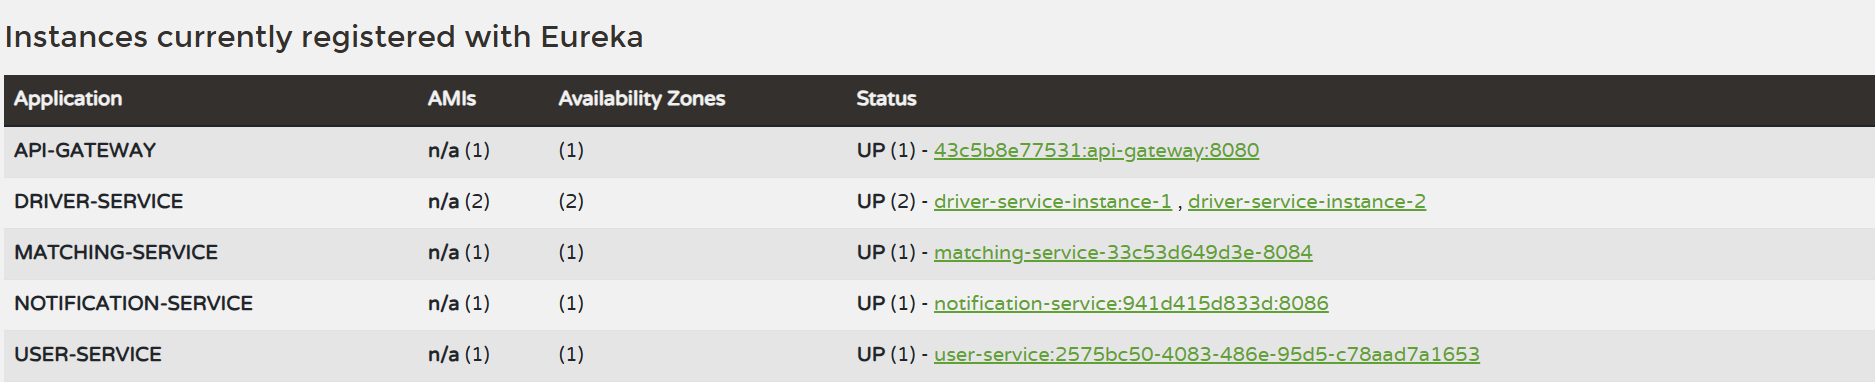 Instances currently registered with Eureka
Application AMIs Availability Zones Status
API-GATEWAY n/a (1) (1) UP (1) - 43c5b8e77531:api-gateway:8080
DRIVER-SERVICE n/a (2) (2) UP (2) - driver-service-instance-1 , driver-service-instance-2
MATCHING-SERVICE n/a (1) (1) UP (1) - matching-service-33c53d649d3e-8084
NOTIFICATION-SERVICE n/a (1) (1) UP (1) - notification-service:941d415d833d:8086
USER-SERVICE n/a (1) (1) UP (1) - user-service:2575bc50-4083-486e-95d5-c78aad7a1653